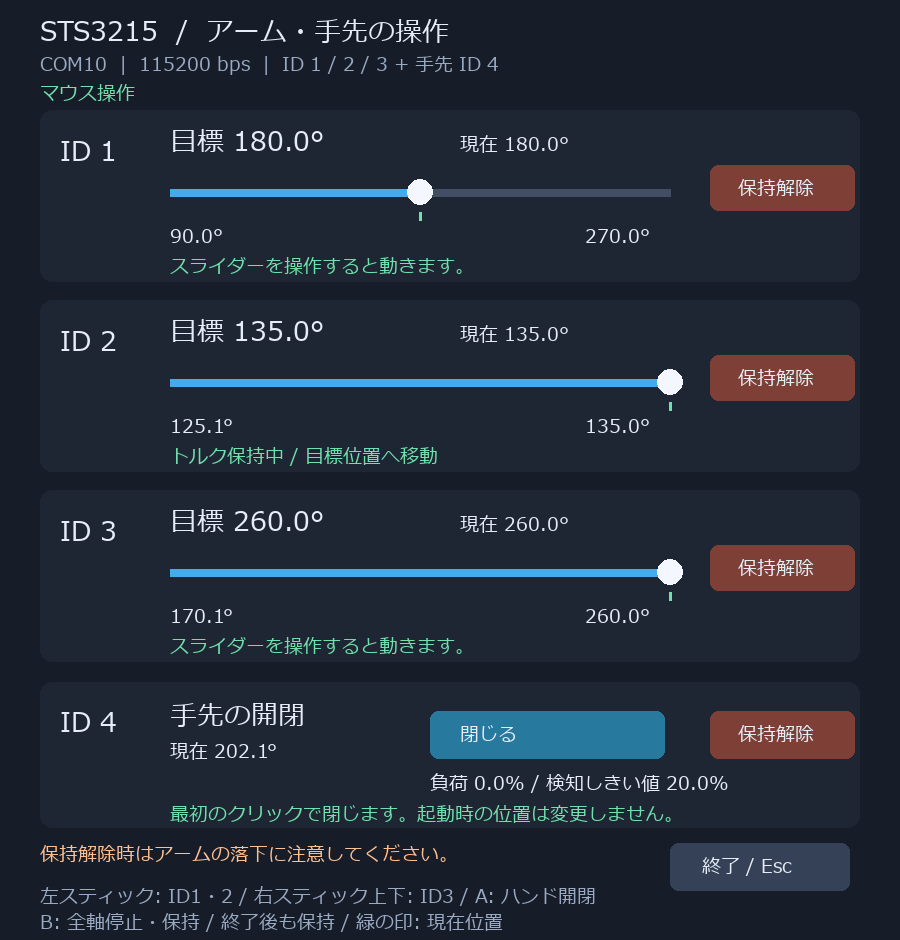 STS3215 / アーム・手先の操作
COM10 | 115200 bps | ID 1 / 2 / 3 + 手先 ID 4
マウス操作
ID 1
目標 180.0°
現在 180.0°
保持解除
90.0°
270.0°
スライダーを操作すると動きます。
ID 2
目標 135.0°
現在 135.0°
保持解除
125.1°
135.0°
トルク保持中 / 目標位置へ移動
ID 3
目標 260.0°
現在 260.0°
保持解除
170.1°
260.0°
スライダーを操作すると動きます。
ID 4
手先の開閉
現在 202.1°
閉じる
保持解除
負荷 0.0% / 検知しきい値 20.0%
最初のクリックで閉じます。起動時の位置は変更しません。
保持解除時はアームの落下に注意してください。
終了 / Esc
左スティック: ID1・2 / 右スティック上下: ID3 / A: ハンド開閉
B: 全軸停止・保持 / 終了後も保持 / 緑の印: 現在位置